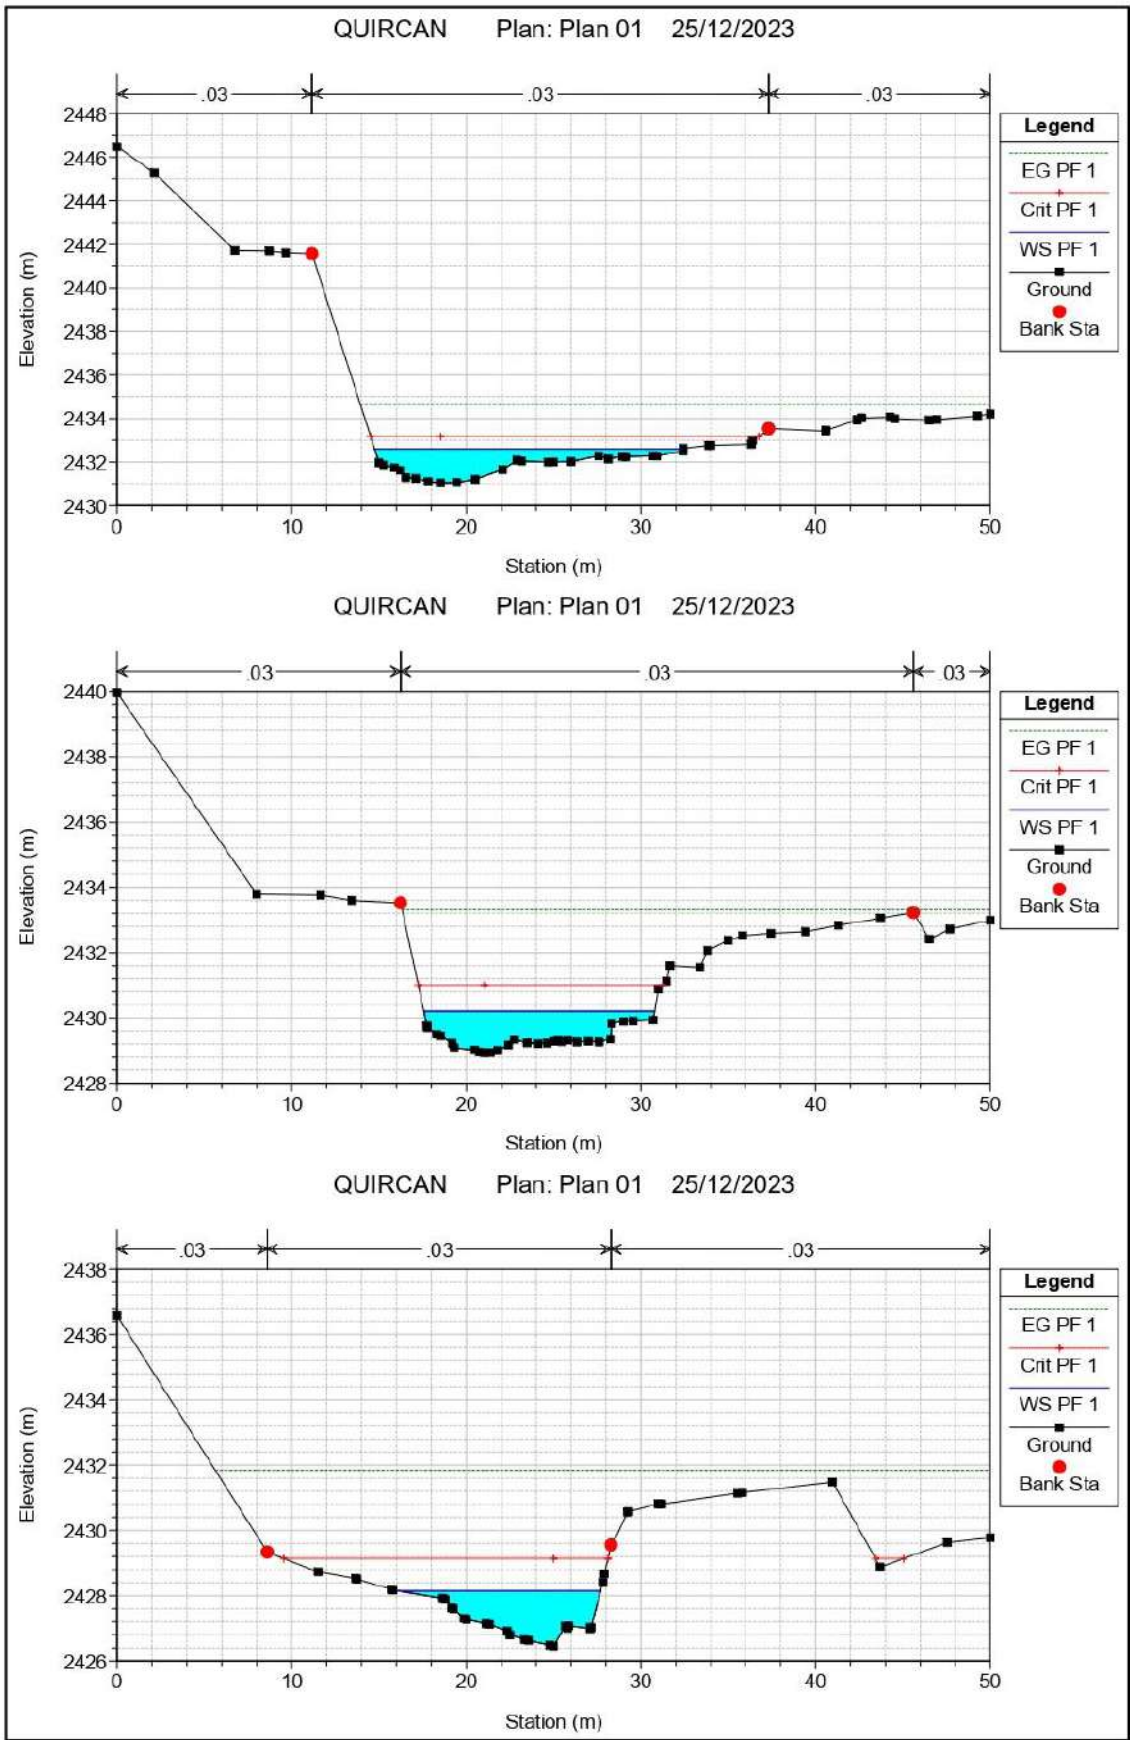 QUIRCAN Plan: Plan 01 25/12/2023
.03 .03 .03
2448
2446
2444
2442
2440
2438
2436
2434
2432
2430
Elevation (m)
0 10 20 30 40 50
Station (m)
Legend
EG PF 1
Crit PF 1
WS PF 1
Ground
Bank Sta
QUIRCAN Plan: Plan 01 25/12/2023
.03 .03 .03
2440
2438
2436
2434
2432
2430
2428
Elevation (m)
0 10 20 30 40 50
Station (m)
Legend
EG PF 1
Crit PF 1
WS PF 1
Ground
Bank Sta
QUIRCAN Plan: Plan 01 25/12/2023
.03 .03 .03
2438
2436
2434
2432
2430
2428
2426
Elevation (m)
0 10 20 30 40 50
Station (m)
Legend
EG PF 1
Crit PF 1
WS PF 1
Ground
Bank Sta